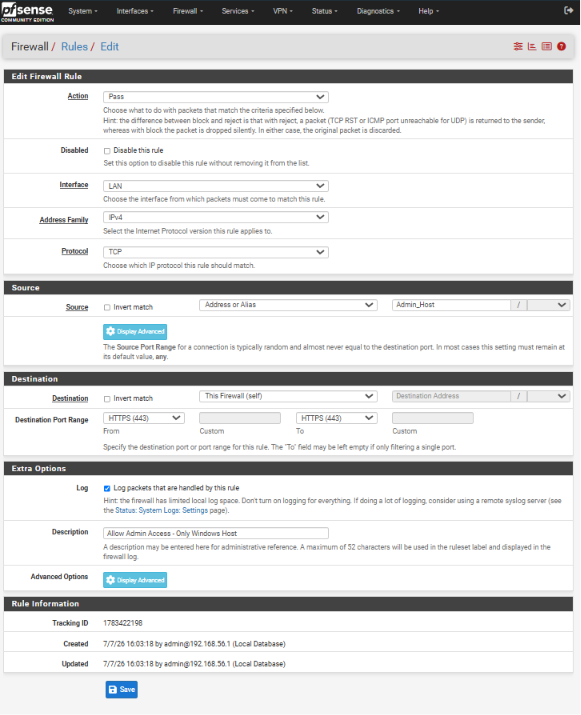 pfsense
COMMUNITY EDITION
System
Interfaces
Firewall
Services
VPN
Status
Diagnostics
Help
Firewall / Rules / Edit
Edit Firewall Rule
Action
Pass
Choose what to do with packets that match the criteria specified below.
Hint: the difference between block and reject is that with reject, a packet (TCP RST or ICMP port unreachable for UDP) is returned to the sender,
whereas with block the packet is dropped silently. In either case, the original packet is discarded.
Disabled
Disable this rule
Set this option to disable this rule without removing it from the list.
Interface
LAN
Choose the interface from which packets must come to match this rule.
Address Family
IPv4
Select the Internet Protocol version this rule applies to.
Protocol
TCP
Choose which IP protocol this rule should match.
Source
Source
Invert match
Address or Alias
Admin_Host
/
Display Advanced
The Source Port Range for a connection is typically random and almost never equal to the destination port. In most cases this setting must remain at
its default value, any.
Destination
Destination
Invert match
This Firewall (self)
Destination Address
/
Destination Port Range
HTTPS (443)
HTTPS (443)
From
Custom
To
Custom
Specify the destination port or port range for this rule. The "To" field may be left empty if only filtering a single port.
Extra Options
Log
Log packets that are handled by this rule
Hint: the firewall has limited local log space. Don't turn on logging for everything. If doing a lot of logging, consider using a remote syslog server (see
the Status: System Logs: Settings page).
Description
Allow Admin Access - Only Windows Host
A description may be entered here for administrative reference. A maximum of 52 characters will be used in the ruleset label and displayed in the
firewall log.
Advanced Options
Display Advanced
Rule Information
Tracking ID
1783422198
Created
7/7/26 16:03:18 by admin@192.168.56.1 (Local Database)
Updated
7/7/26 16:03:18 by admin@192.168.56.1 (Local Database)
Save